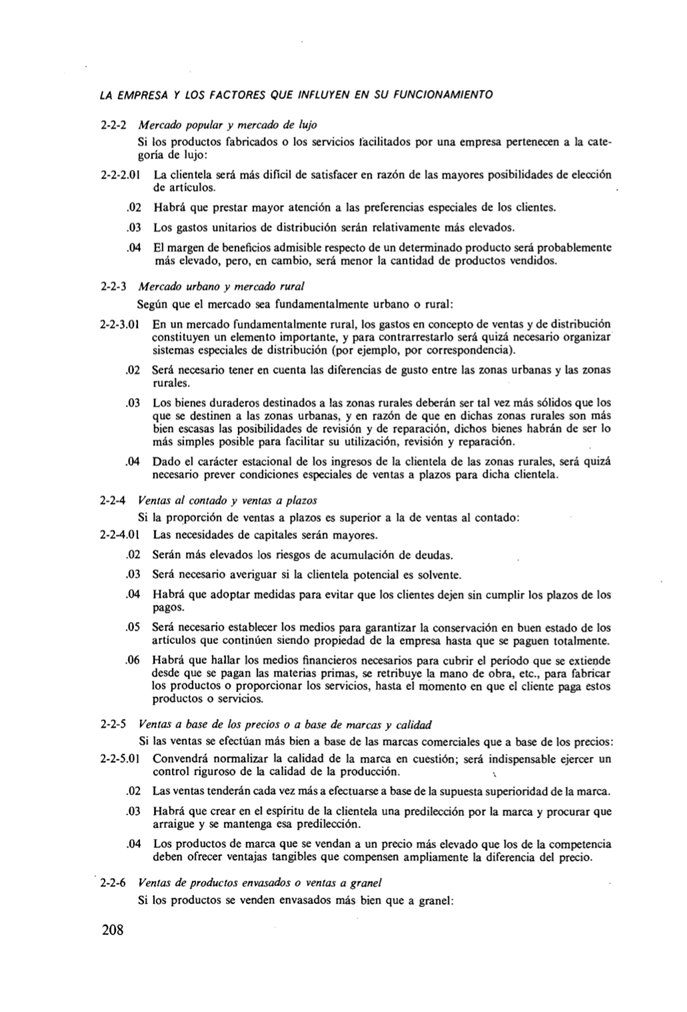 LA EMPRESA Y LOS FACTORES QUE INFLUYEN EN SU FUNCIONAMIENTO
2-2-2 Mercado popular y mercado de lujo
Si los productos fabricados o los servicios facilitados por una empresa pertenecen a la cate-
goría de lujo:
2-2-2.01 La clientela será más difícil de satisfacer en razón de las mayores posibilidades de elección
de artículos.
.02 Habrá que prestar mayor atención a las preferencias especiales de los clientes.
.03 Los gastos unitarios de distribución serán relativamente más elevados.
.04 El margen de beneficios admisible respecto de un determinado producto será probablemente
más elevado, pero, en cambio, será menor la cantidad de productos vendidos.
2-2-3 Mercado urbano y mercado rural
Según que el mercado sea fundamentalmente urbano o rural:
2-2-3.01 En un mercado fundamentalmente rural, los gastos en concepto de ventas y de distribución
constituyen un elemento importante, y para contrarrestarlo será quizá necesario organizar
sistemas especiales de distribución (por ejemplo, por correspondencia).
.02 Será necesario tener en cuenta las diferencias de gusto entre las zonas urbanas y las zonas
rurales.
.03 Los bienes duraderos destinados a las zonas rurales deberán ser tal vez más sólidos que los
que se destinen a las zonas urbanas, y en razón de que en dichas zonas rurales son más
bien escasas las posibilidades de revisión y de reparación, dichos bienes habrán de ser lo
más simples posible para facilitar su utilización, revisión y reparación.
.04 Dado el carácter estacional de los ingresos de la clientela de las zonas rurales, será quizá
necesario prever condiciones especiales de ventas a plazos para dicha clientela.
2-2-4 Ventas al contado y ventas a plazos
Si la proporción de ventas a plazos es superior a la de ventas al contado:
2-2-4.01 Las necesidades de capitales serán mayores.
.02 Serán más elevados los riesgos de acumulación de deudas.
.03 Será necesario averiguar si la clientela potencial es solvente.
.04 Habrá que adoptar medidas para evitar que los clientes dejen sin cumplir los plazos de los
pagos.
.05 Será necesario establecer los medios para garantizar la conservación en buen estado de los
artículos que continúen siendo propiedad de la empresa hasta que se paguen totalmente.
.06 Habrá que hallar los medios financieros necesarios para cubrir el período que se extiende
desde que se pagan las materias primas, se retribuye la mano de obra, etc., para fabricar
los productos o proporcionar los servicios, hasta el momento en que el cliente paga estos
productos o servicios.
2-2-5 Ventas a base de los precios o a base de marcas y calidad
Si las ventas se efectúan más bien a base de las marcas comerciales que a base de los precios:
2-2-5.01 Convendrá normalizar la calidad de la marca en cuestión; será indispensable ejercer un
control riguroso de la calidad de la producción.
.02 Las ventas tenderán cada vez más a efectuarse a base de la supuesta superioridad de la marca.
.03 Habrá que crear en el espíritu de la clientela una predilección por la marca y procurar que
arraigue y se mantenga esa predilección.
.04 Los productos de marca que se vendan a un precio más elevado que los de la competencia
deben ofrecer ventajas tangibles que compensen ampliamente la diferencia del precio.
2-2-6 Ventas de productos envasados o ventas a granel
Si los productos se venden envasados más bien que a granel:
208